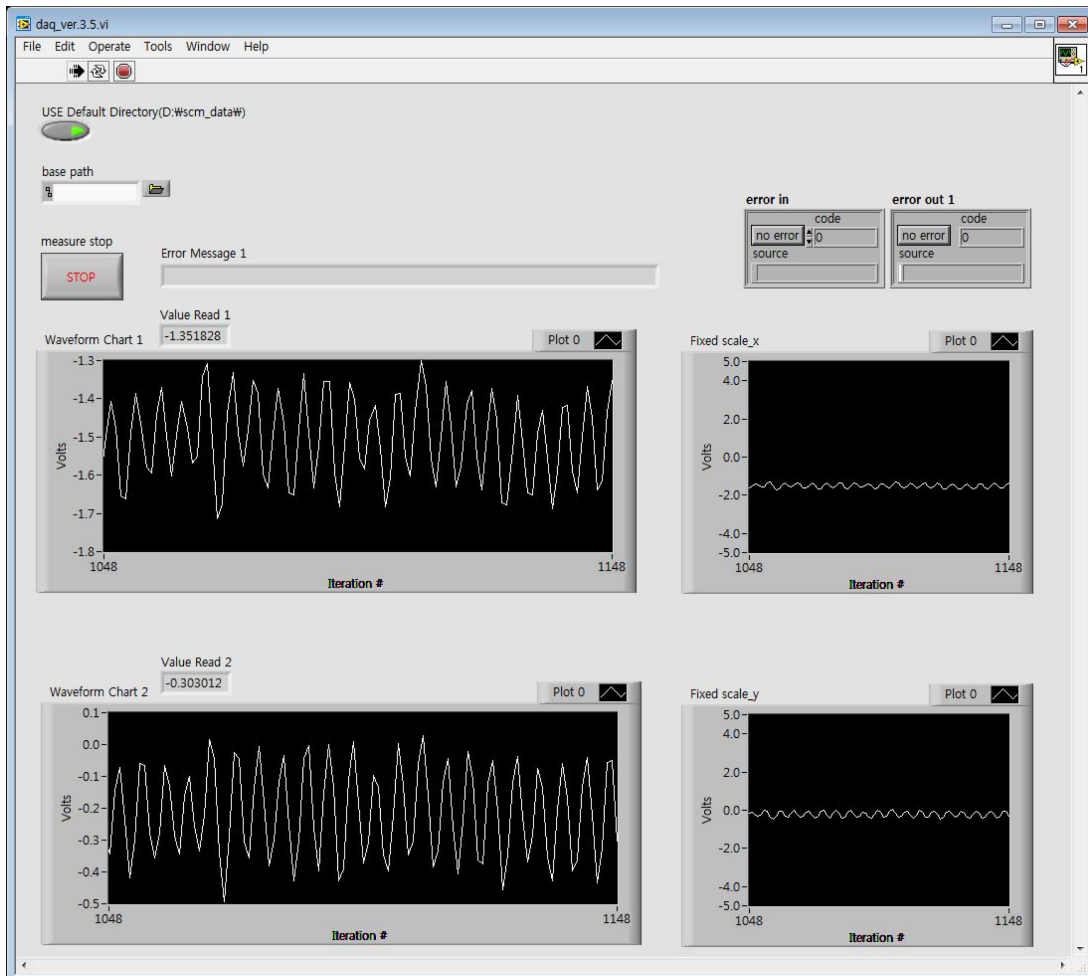 daq_ver.3.5.vi
File Edit Operate Tools Window Help
1
USE Default Directory(D:₩scm_data₩)
base path
error in
error out 1
code
no error
0
source
code
no error
0
source
measure stop
STOP
Error Message 1
Value Read 1
-1.351828
Waveform Chart 1
Plot 0
-1.3
-1.4
-1.5
-1.6
-1.7
-1.8
Volts
1048
1148
Iteration #
Fixed scale_x
Plot 0
5.0
4.0
2.0
0.0
-2.0
-4.0
-5.0
Volts
1048
1148
Iteration #
Value Read 2
-0.303012
Waveform Chart 2
Plot 0
0.1
0.0
-0.1
-0.2
-0.3
-0.4
-0.5
Volts
1048
1148
Iteration #
Fixed scale_y
Plot 0
5.0
4.0
2.0
0.0
-2.0
-4.0
-5.0
Volts
1048
1148
Iteration #